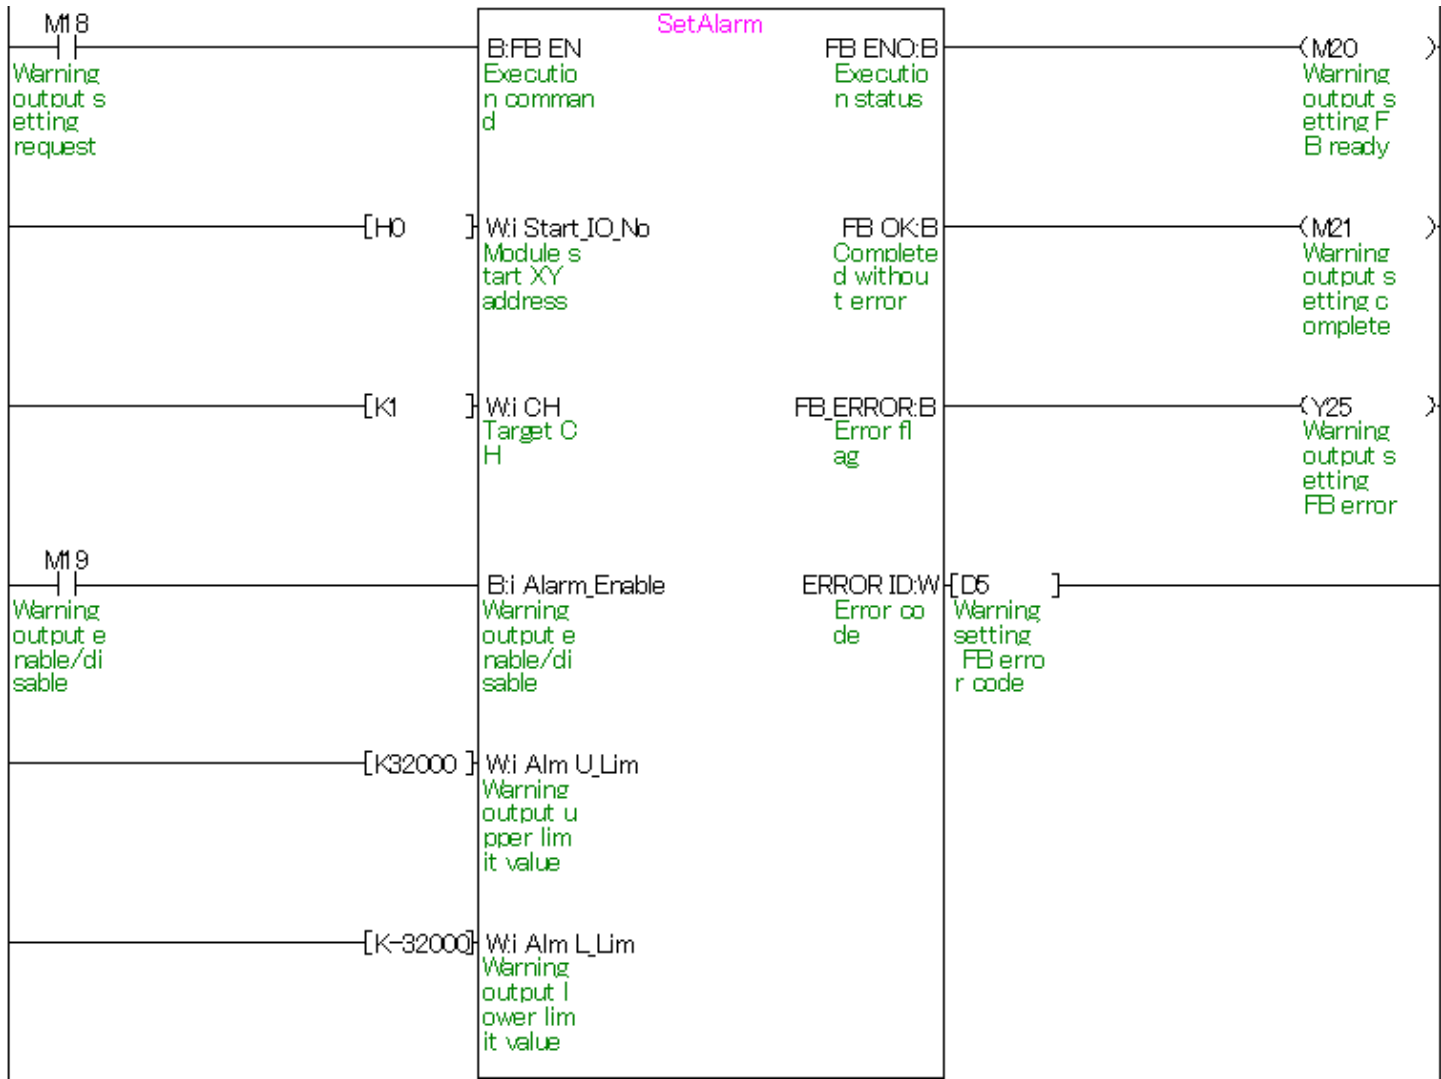 M18
SetAlarm
B:FB EN
FB ENO:B
M20
Warning
output s
etting
request
Executio
n comman
d
Executio
n status
Warning
output s
etting F
B ready
H0
W:i Start_IO_No
FB OK:B
M21
Module s
tart XY
address
Complete
d withou
t error
Warning
output s
etting c
omplete
K1
W:i CH
FB_ERROR:B
Y25
Target C
H
Error fl
ag
Warning
output s
etting
FB error
M19
B:i Alarm_Enable
ERROR ID:W
D5
Warning
output e
nable/di
sable
Warning
output e
nable/di
sable
Error co
de
Warning
setting
FB erro
r code
K32000
W:i Alm U_Lim
Warning
output u
pper lim
it value
K-32000
W:i Alm L_Lim
Warning
output l
ower lim
it value